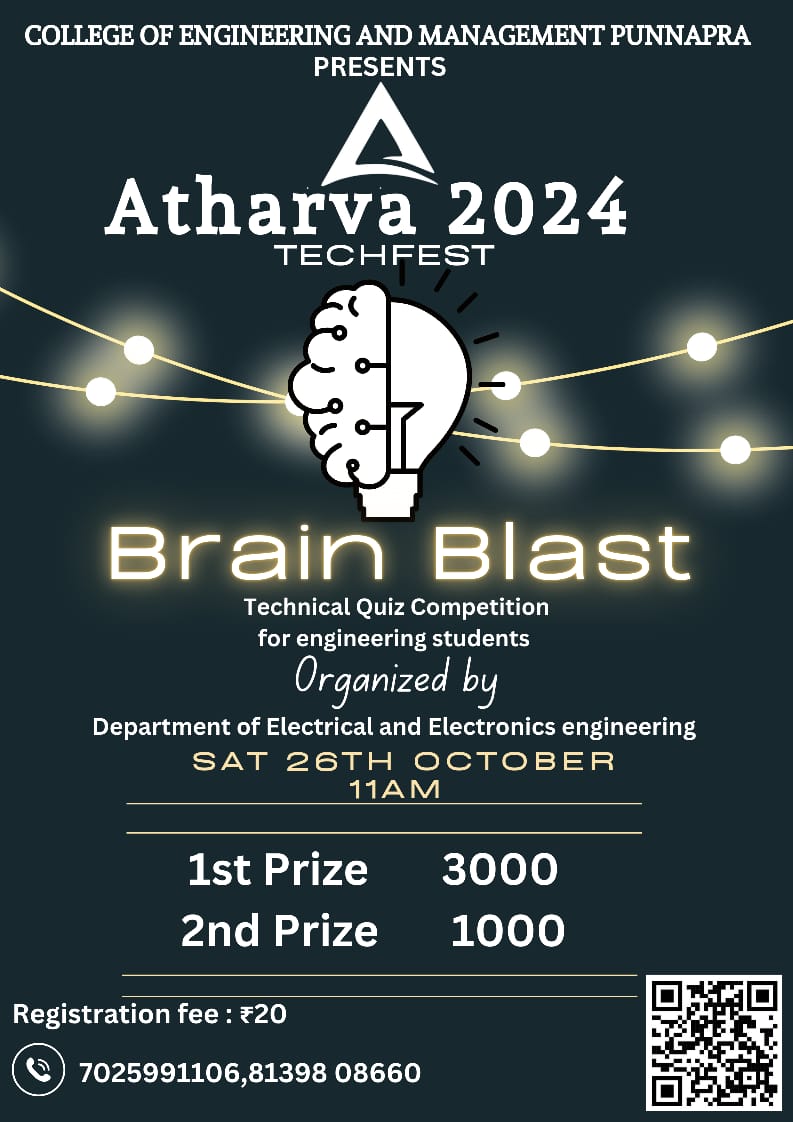 COLLEGE OF ENGINEERING AND MANAGEMENT PUNNAPRA
PRESENTS
Atharva 2024
TECHFEST
Brain Blast
Technical Quiz Competition
for engineering students
Organized by
Department of Electrical and Electronics engineering
SAT 26TH OCTOBER
11AM
1st Prize 3000
2nd Prize 1000
Registration fee : ₹20
7025991106,81398 08660